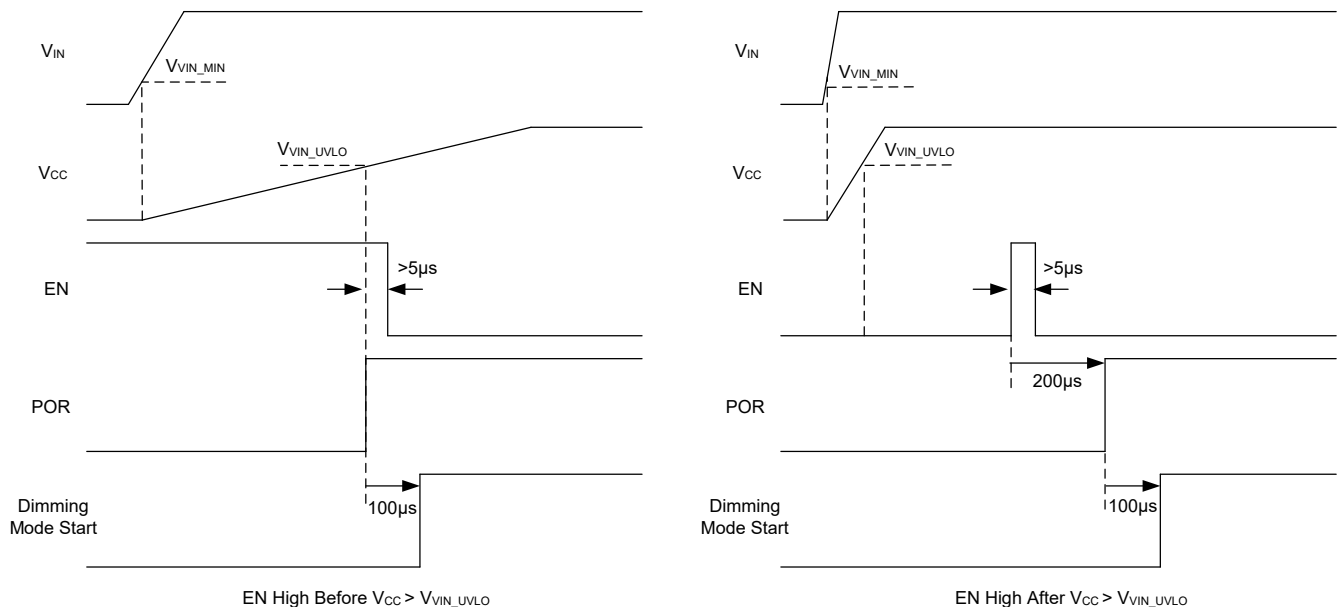 VIN
VVIN_MIN
VCC
VVIN_UVLO
EN
>5µs
POR
100µs
Dimming
Mode Start
EN High Before VCC > VVIN_UVLO
VIN
VVIN_MIN
VCC
VVIN_UVLO
EN
>5µs
200µs
POR
100µs
Dimming
Mode Start
EN High After VCC > VVIN_UVLO